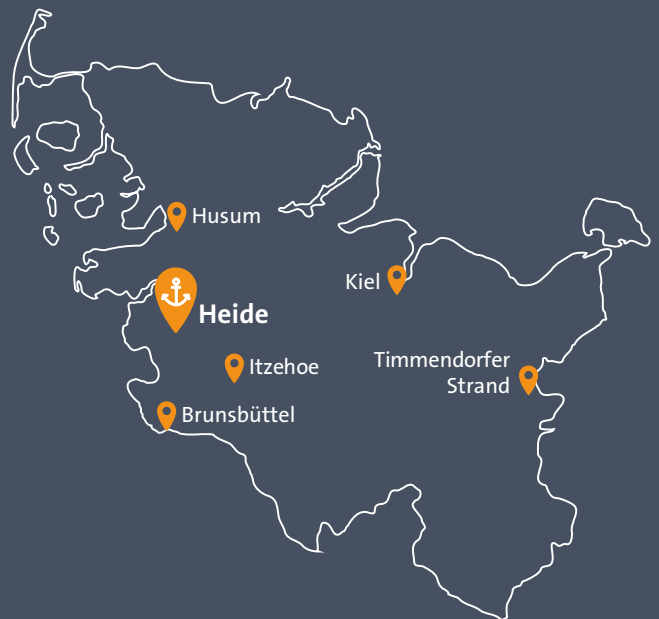 Husum
Kiel
Heide
Itzehoe
Timmendorfer
Strand
Brunsbüttel